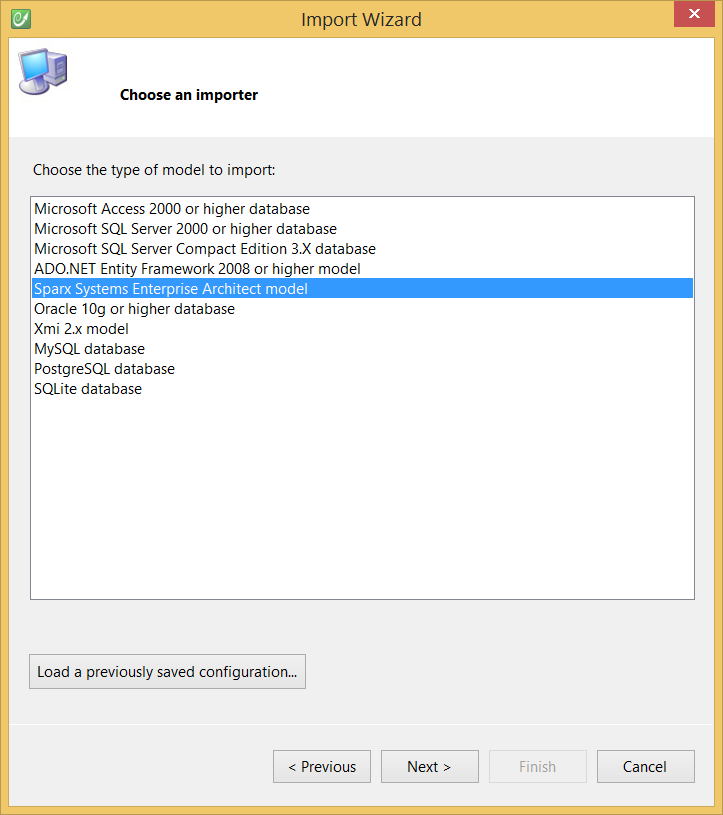 Import Wizard
Choose an importer
Choose the type of model to import:
Microsoft Access 2000 or higher database
Microsoft SQL Server 2000 or higher database
Microsoft SQL Server Compact Edition 3.X database
ADO.NET Entity Framework 2008 or higher model
Sparx Systems Enterprise Architect model
Oracle 10g or higher database
Xmi 2.x model
MySQL database
PostgreSQL database
SQLite database
Load a previously saved configuration...
< Previous Next > Finish Cancel